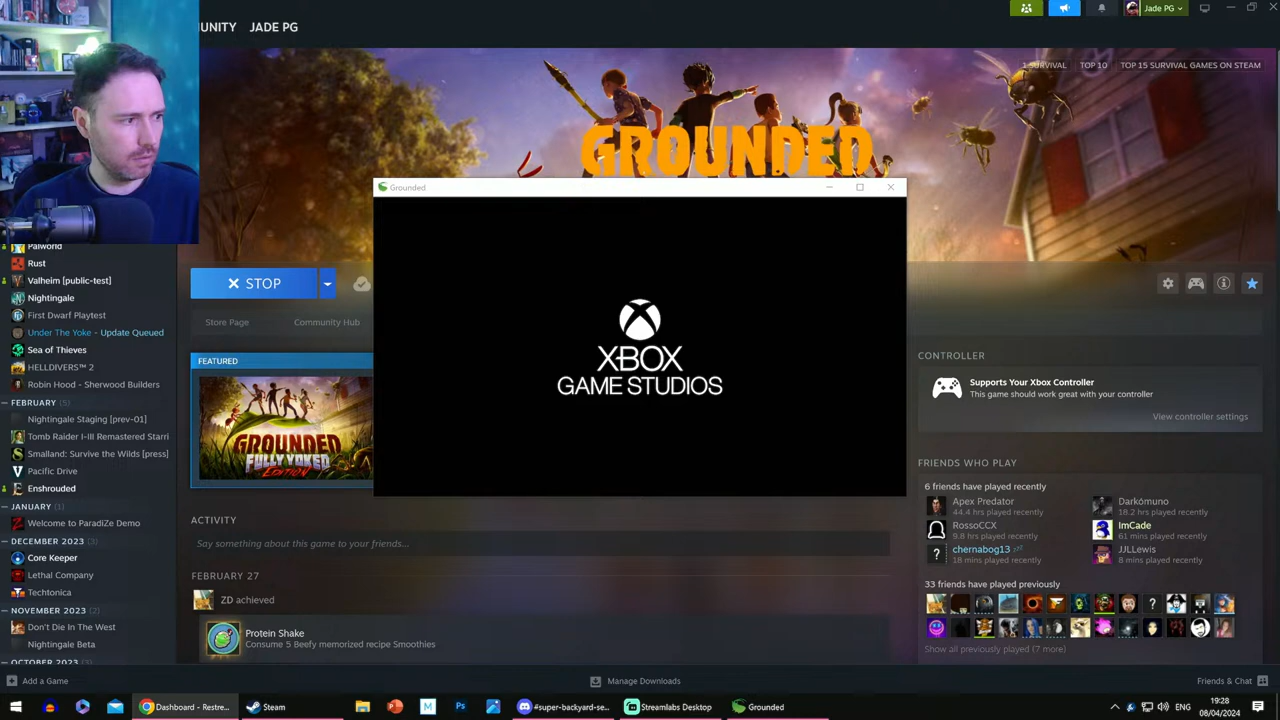 UNITY
JADE PG
Jade PG
1 SURVIVAL
TOP 10
TOP 15 SURVIVAL GAMES ON STEAM
GROUNDED
Grounded
XBOX
GAME STUDIOS
Palworld
Rust
Valheim [public-test]
Nightingale
First Dwarf Playtest
Under The Yoke - Update Queued
Sea of Thieves
HELLDIVERS™ 2
Robin Hood - Sherwood Builders
FEBRUARY (5)
Nightingale Staging [prev-01]
Tomb Raider I-III Remastered Starri
Smalland: Survive the Wilds [press]
Pacific Drive
Enshrouded
JANUARY (1)
Welcome to ParadiZe Demo
DECEMBER 2023 (3)
Core Keeper
Lethal Company
Techtonica
NOVEMBER 2023 (2)
Don't Die In The West
Nightingale Beta
OCTOBER 2023 (3)
STOP
Store Page
Community Hub
FEATURED
GROUNDED
FULLY YOKED
EDITION
ACTIVITY
Say something about this game to your friends...
FEBRUARY 27
ZD achieved
Protein Shake
Consume 5 Beefy memorized recipe Smoothies
CONTROLLER
Supports Your Xbox Controller
This game should work great with your controller
View controller settings
FRIENDS WHO PLAY
6 friends have played recently
Apex Predator
44.4 hrs played recently
Darkómuno
18.2 hrs played recently
RossoCCX
9.8 hrs played recently
ImCade
61 mins played recently
chernabog13
18 mins played recently
JJLLewis
8 mins played recently
33 friends have played previously
Show all previously played (7 more)
Add a Game
Manage Downloads
Friends & Chat
Dashboard - Restre...
Steam
#super-backyard-se...
Streamlabs Desktop
Grounded
ENG
19:28
08/04/2024